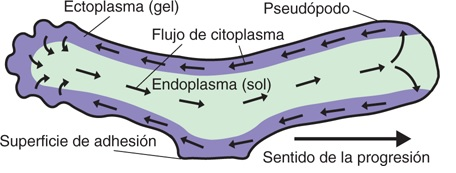 Ectoplasma (gel)
Pseudópodo
Flujo de citoplasma
Endoplasma (sol)
Superficie de adhesión
Sentido de la progresión